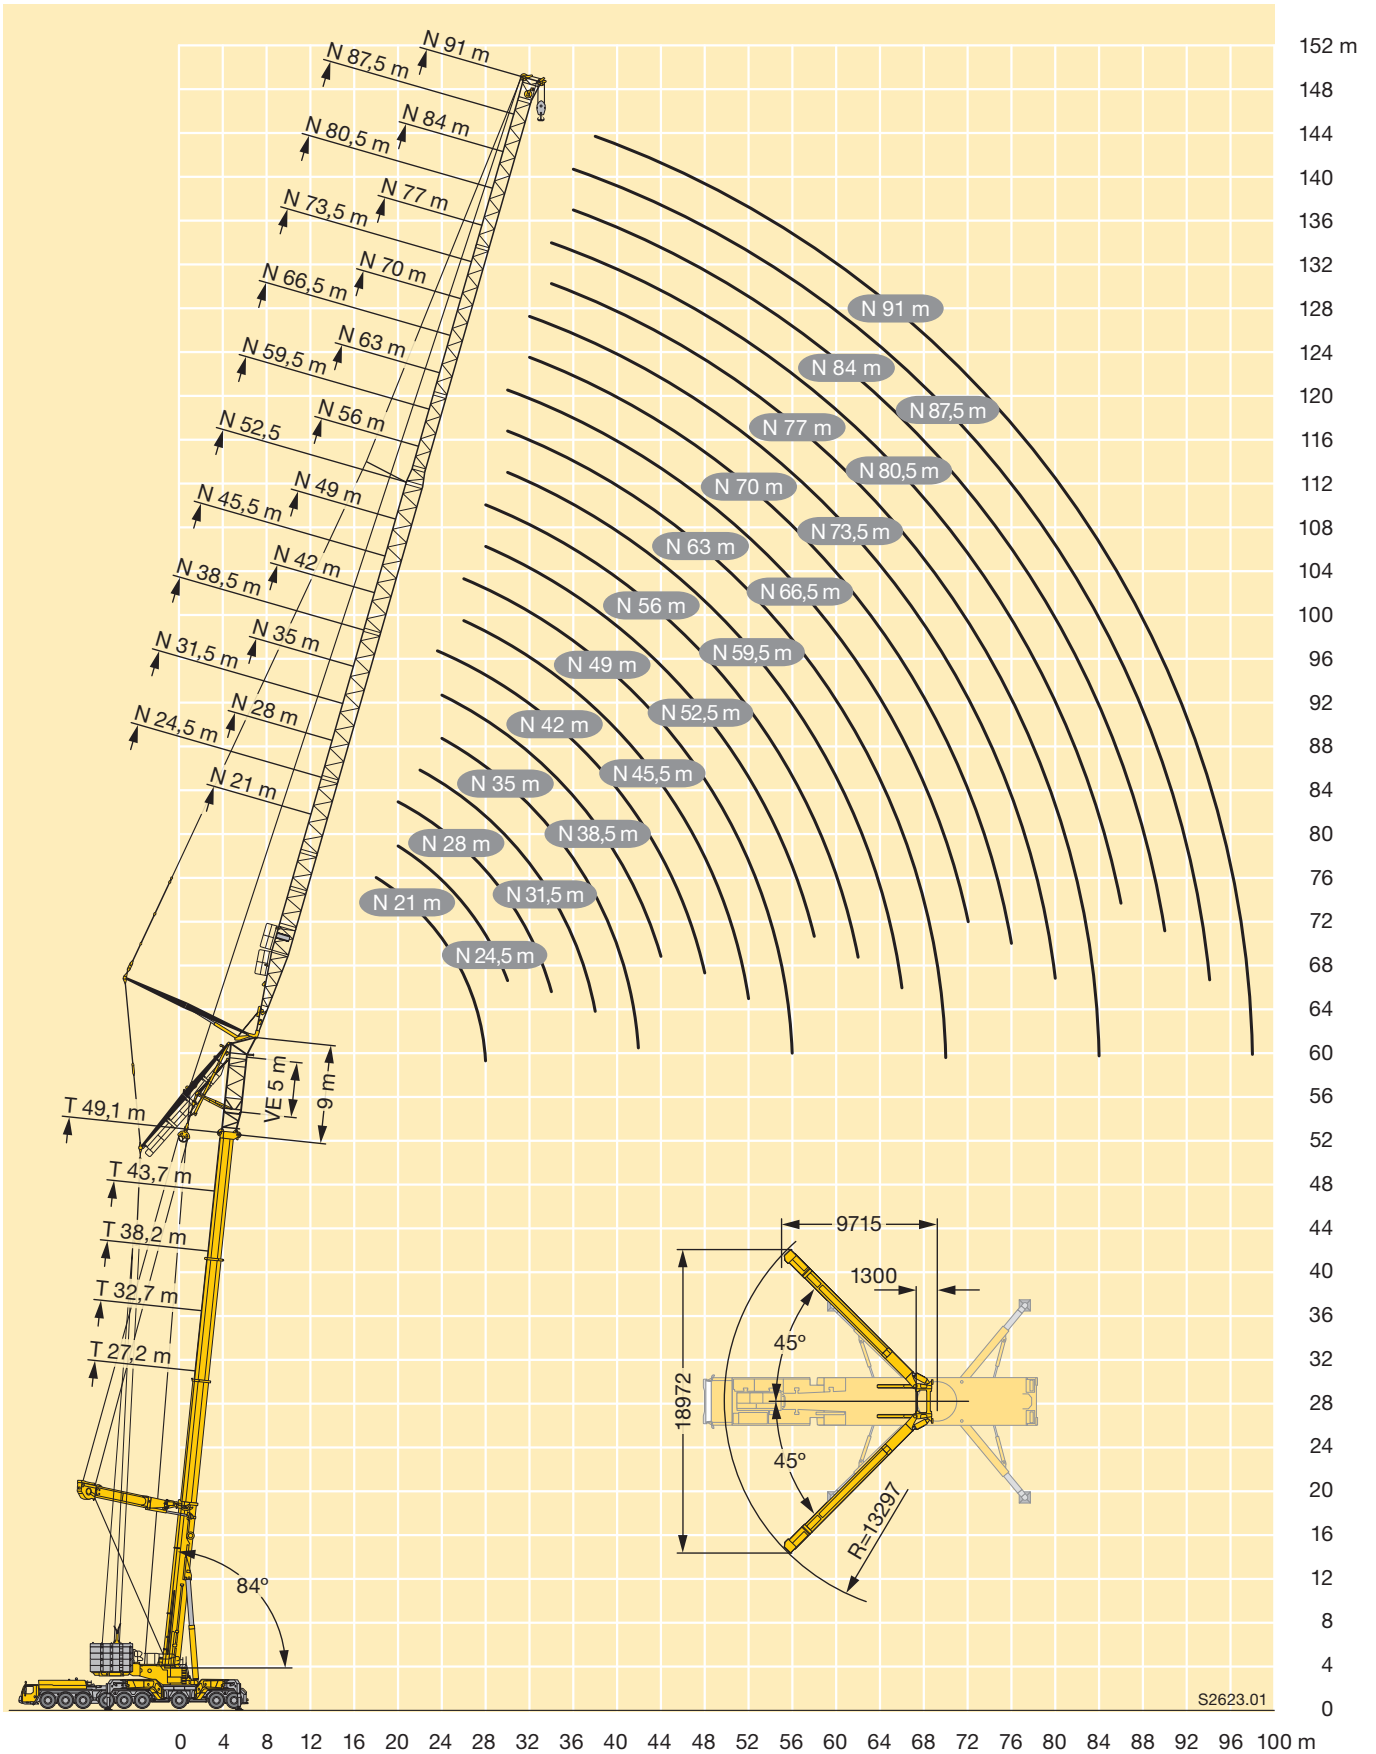 N 91 m
152 m
N 87,5 m
148
N 84 m
144
N 80,5 m
140
N 77 m
136
N 73,5 m
132
N 70 m
128
N 91 m
N 66,5 m
124
N 63 m
N 84 m
N 59,5 m
120
N 87,5 m
N 56 m
N 77 m
116
N 52,5
N 80,5 m
112
N 49 m
N 70 m
N 45,5 m
108
N 73,5 m
N 42 m
N 63 m
104
N 38,5 m
N 66,5 m
100
N 56 m
N 35 m
N 59,5 m
96
N 31,5 m
N 49 m
92
N 28 m
N 52,5 m
N 24,5 m
N 42 m
88
N 45,5 m
N 21 m
N 35 m
84
N 38,5 m
80
N 28 m
76
N 31,5 m
N 21 m
72
N 24,5 m
68
64
60
VE 5 m
9 m
56
T 49,1 m
52
T 43,7 m
48
9715
44
T 38,2 m
1300
40
T 32,7 m
36
45º
T 27,2 m
32
18972
28
45º
24
20
R=13297
16
84º
12
8
4
S2623.01
0
0 4 8 12 16 20 24 28 32 36 40 44 48 52 56 60 64 68 72 76 80 84 88 92 96 100 m